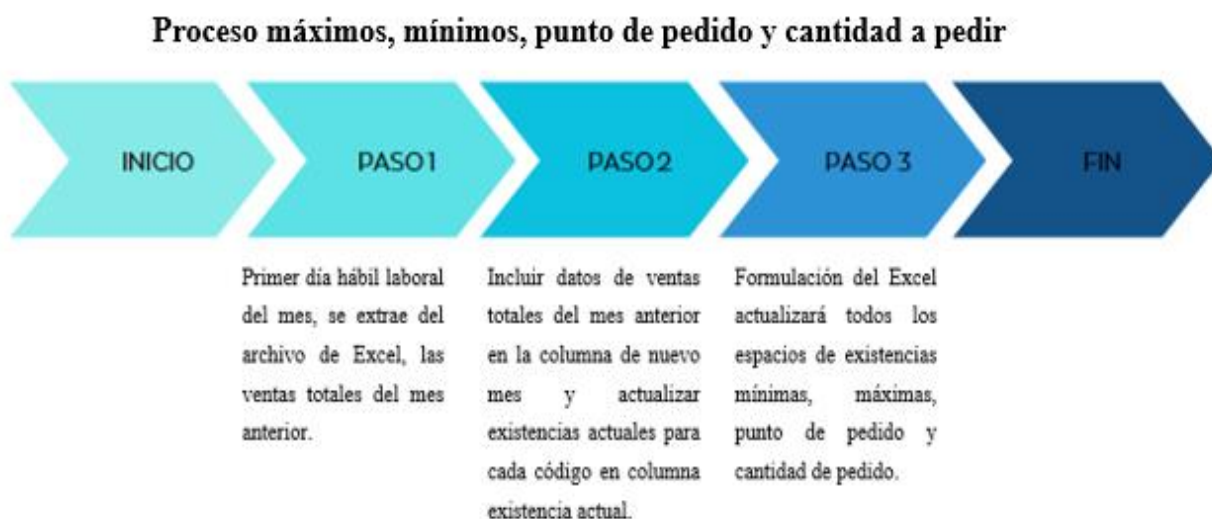 Proceso máximos, mínimos, punto de pedido y cantidad a pedir
INICIO
PASO 1
PASO 2
PASO 3
FIN
Primer día hábil laboral
del mes, se extrae del
archivo de Excel, las
ventas totales del mes
anterior.
Incluir datos de ventas
totales del mes anterior
en la columna de nuevo
mes y actualizar
existencias actuales para
cada código en columna
existencia actual.
Formulación del Excel
actualizará todos los
espacios de existencias
mínimas, máximas,
punto de pedido y
cantidad de pedido.